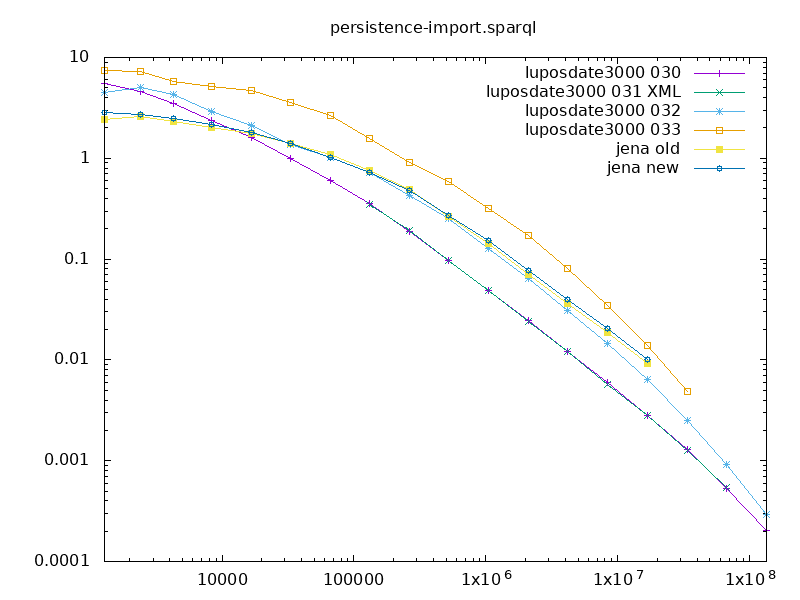 persistence-import.sparql
10
1
0.1
0.01
0.001
0.0001
luposdate3000 030
luposdate3000 031 XML
luposdate3000 032
luposdate3000 033
jena old
jena new
10000
100000
1x10^6
1x10^7
1x10^8